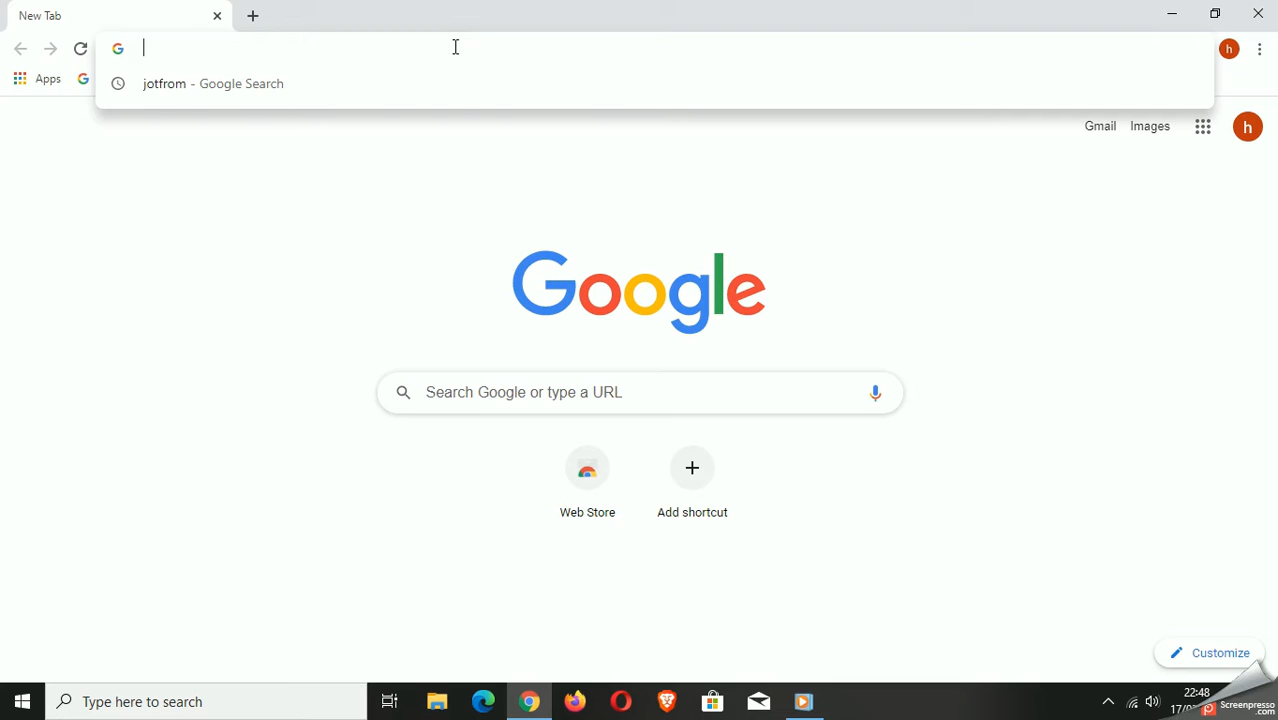 New Tab
jotfrom - Google Search
Apps
h
Gmail Images
h
Google
Search Google or type a URL
Web Store
Add shortcut
Customize
Type here to search
22:48
Screenpresso
.com